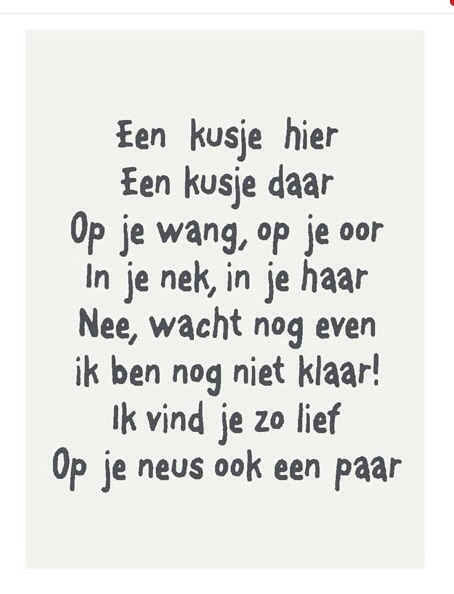 Een kusje hier
Een kusje daar
Op je wang, op je oor
In je nek, in je haar
Nee, wacht nog even
ik ben nog niet klaar!
Ik vind je zo lief
Op je neus ook een paar